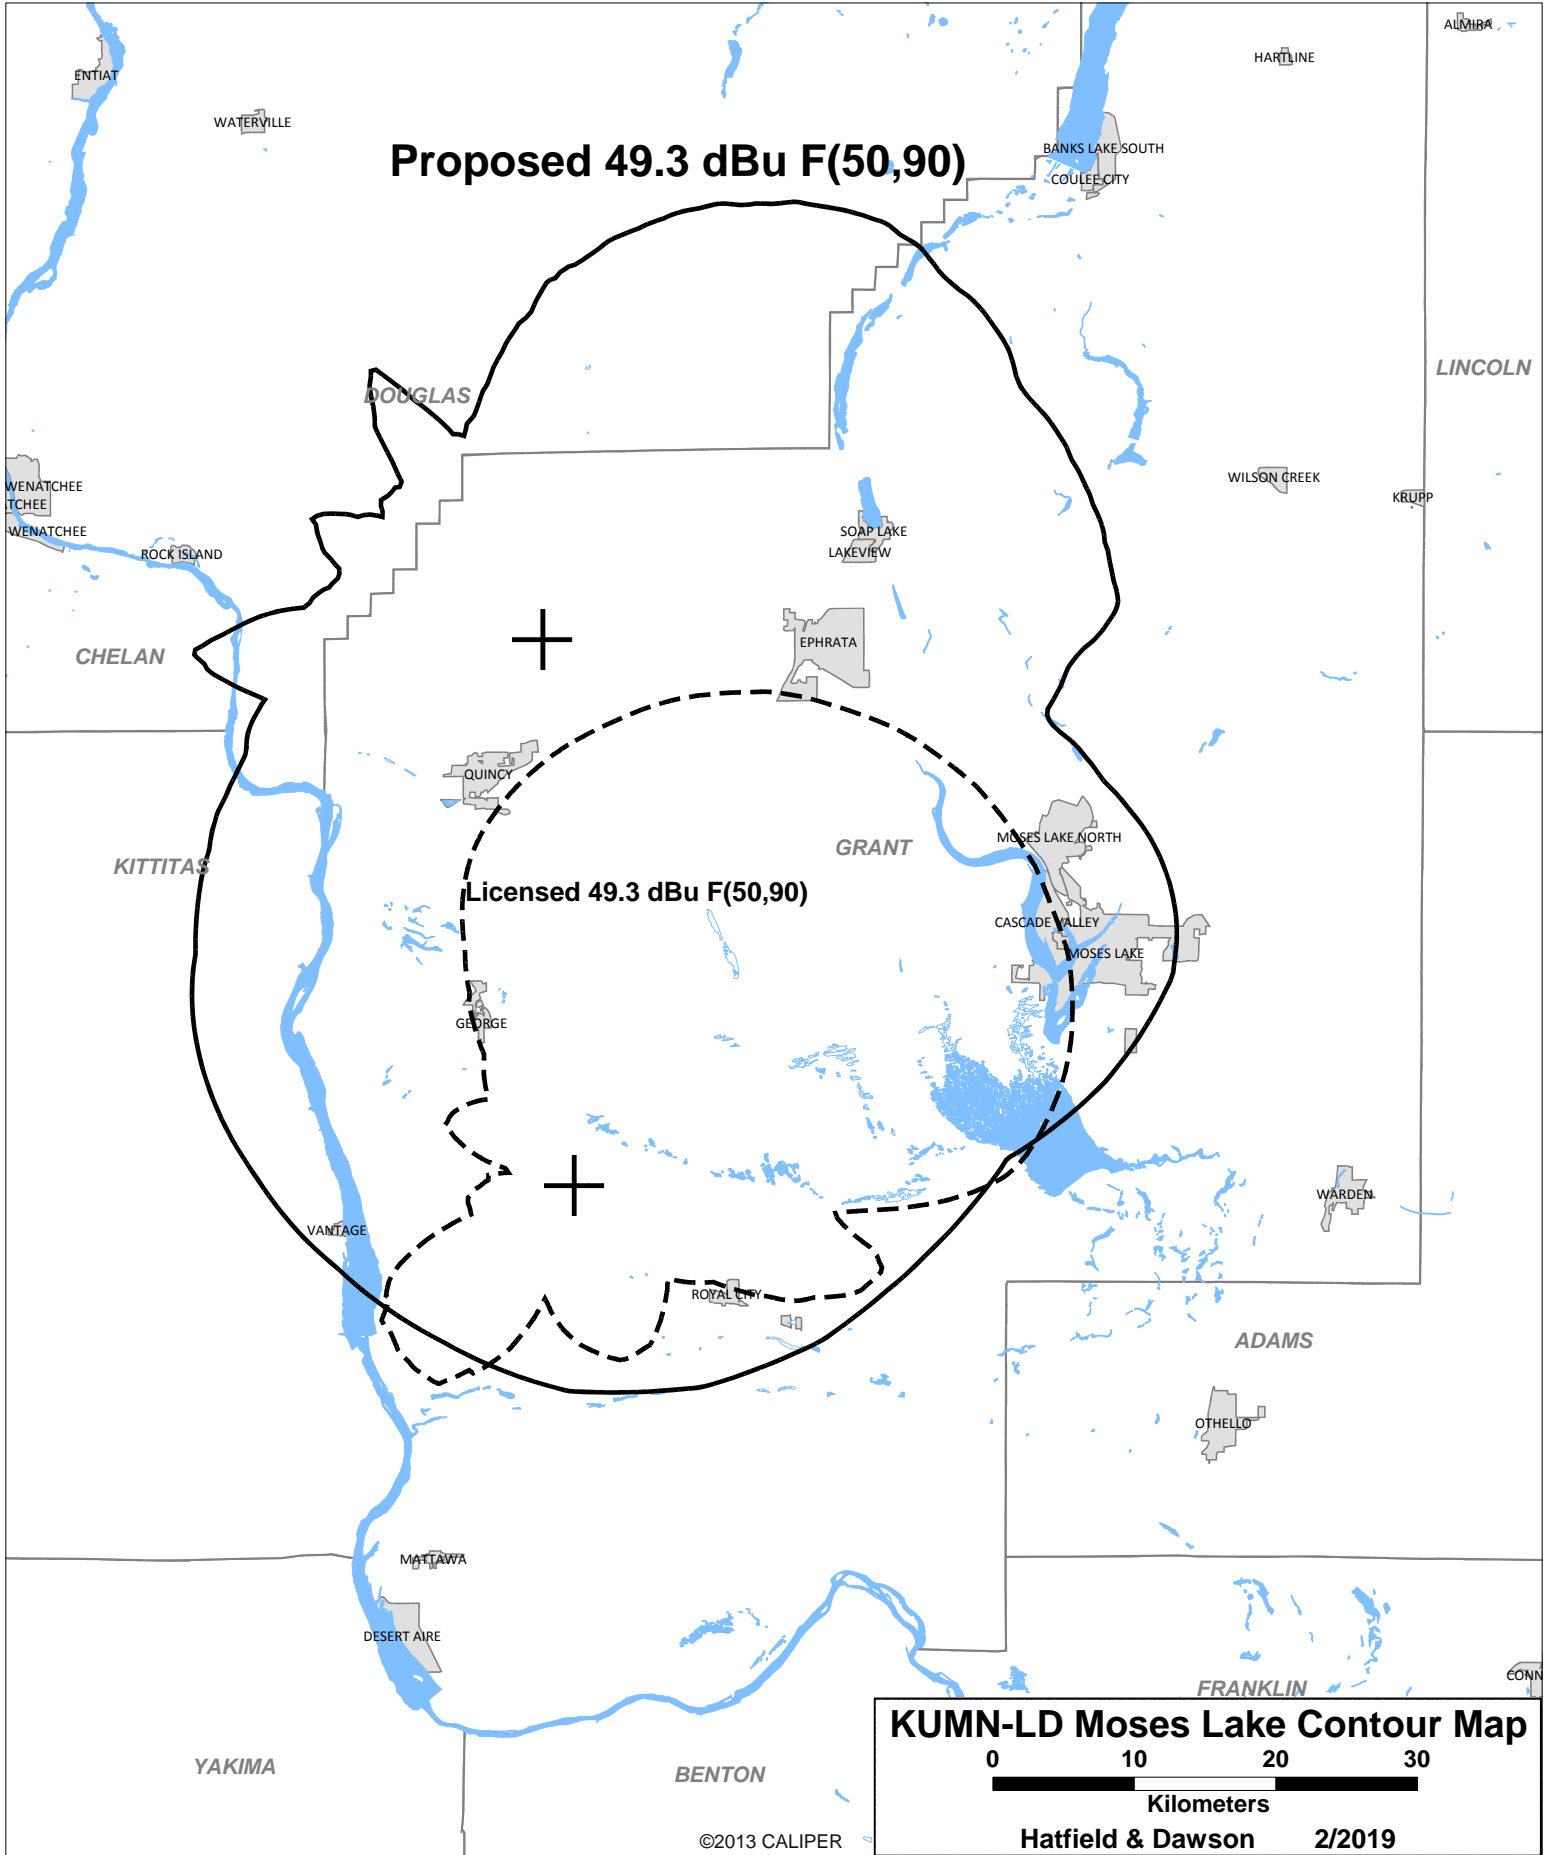 ALMIRA
HARTLINE
ENTIAT
WATERVILLE
BANKS LAKE SOUTH
Proposed 49.3 dBu F(50,90)
COULEE CITY
LINCOLN
DOUGLAS
WILSON CREEK
WENATCHEE
KRUPP
ATCHEE
WENATCHEE
SOAP LAKE
ROCK ISLAND
LAKEVIEW
EPHRATA
CHELAN
QUINCY
MOSES LAKE NORTH
GRANT
KITTITAS
Licensed 49.3 dBu F(50,90)
CASCADE VALLEY
MOSES LAKE
GEORGE
WARDEN
VANTAGE
ROYAL CITY
ADAMS
OTHELLO
MATTAWA
DESERT AIRE
CONN
FRANKLIN
KUMN-LD Moses Lake Contour Map
0 10 20 30
YAKIMA
BENTON
Kilometers
©2013 CALIPER
Hatfield & Dawson 2/2019